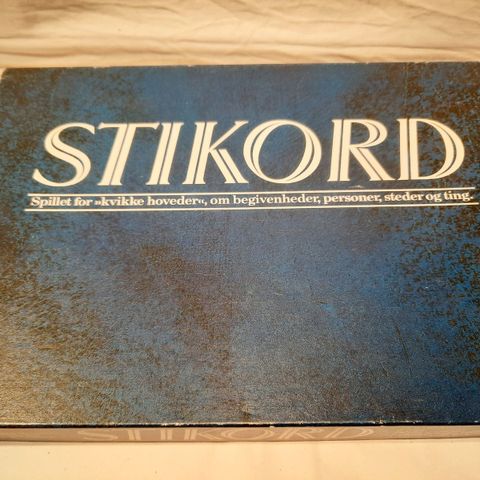 STIKORD
Spillet for »kvikke hoveder«, om begivenheder, personer, steder og ting.
STIKORD